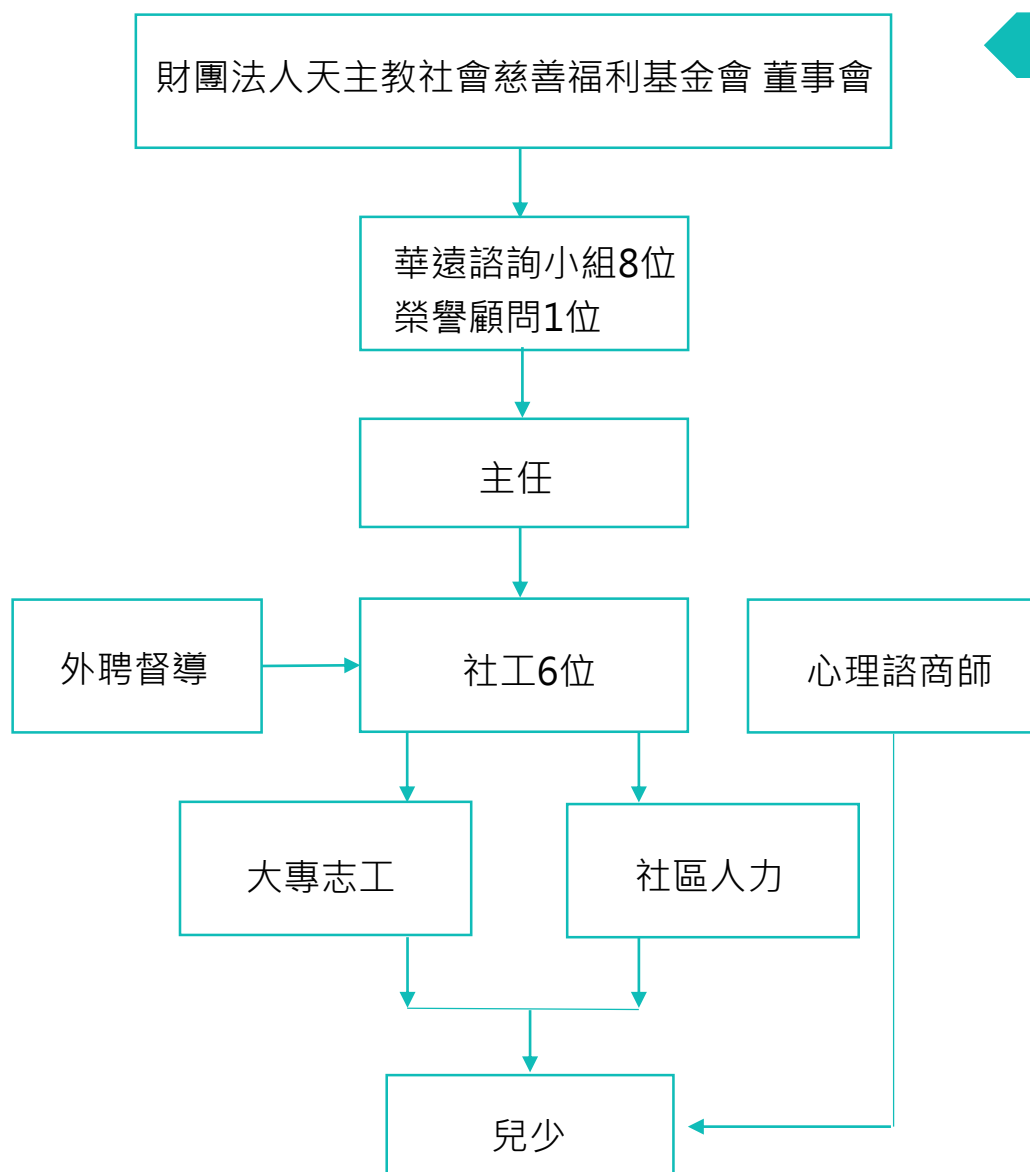 財團法人天主教社會慈善福利基金會 董事會
華遠諮詢小組8位
榮譽顧問1位
主任
外聘督導
社工6位
心理諮商師
大專志工
社區人力
兒少